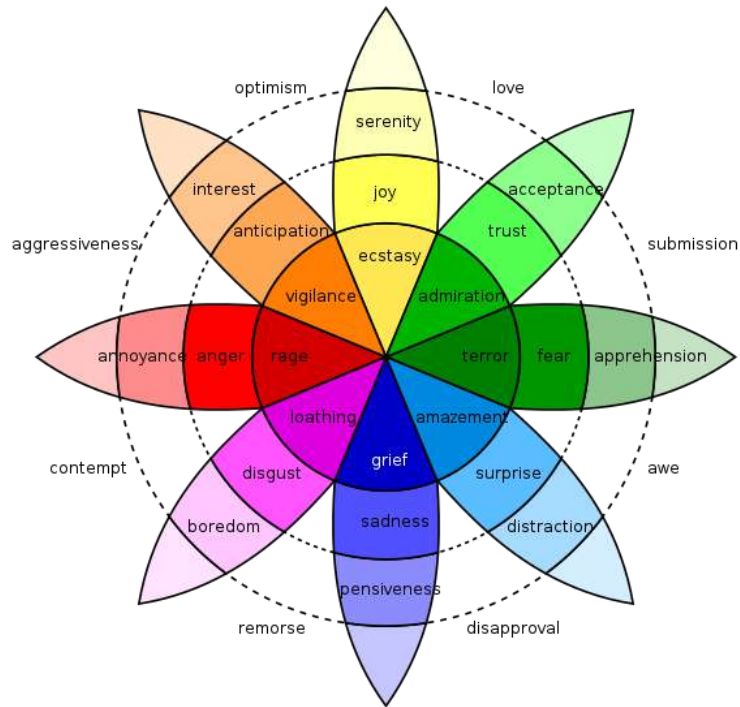 optimism
love
serenity
interest
acceptance
joy
anticipation
trust
aggressiveness
submission
ecstasy
vigilance
admiration
annoyance
anger
rage
terror
fear
apprehension
loathing
amazement
grief
contempt
disgust
surprise
awe
sadness
boredom
distraction
pensiveness
remorse
disapproval